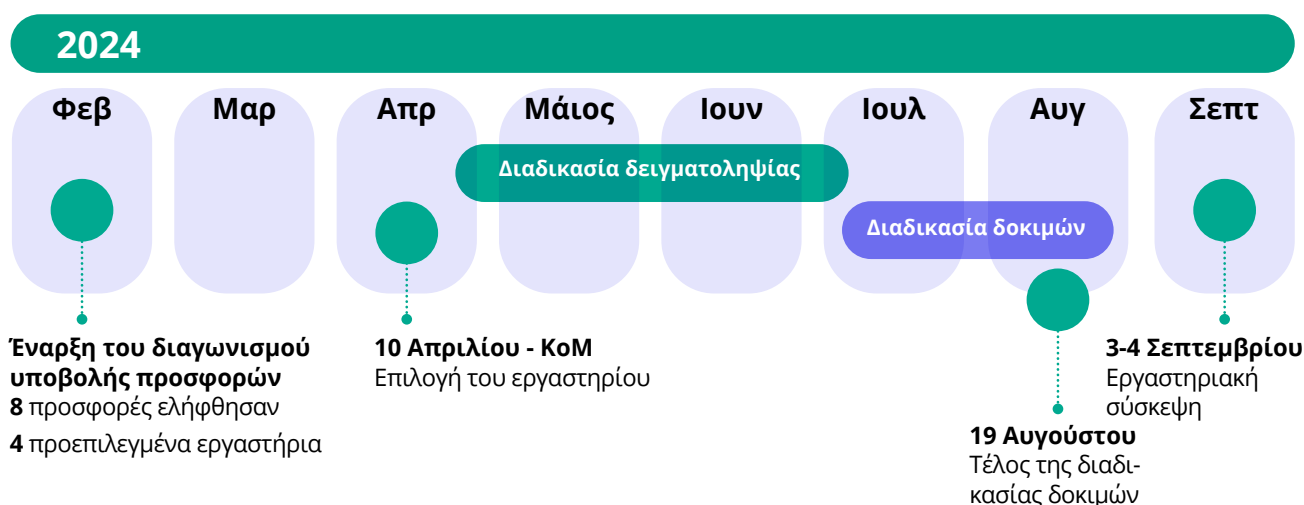 2024
Φεβ
Μαρ
Απρ
Μάιος
Ιουν
Ιουλ
Αυγ
Σεπτ
Διαδικασία δειγματοληψίας
Διαδικασία δοκιμών
Έναρξη του διαγωνισμού
υποβολής προσφορών
8 προσφορές ελήφθησαν
4 προεπιλεγμένα εργαστήρια
10 Απριλίου - KoM
Επιλογή του εργαστηρίου
19 Αυγούστου
Τέλος της διαδι-
κασίας δοκιμών
3-4 Σεπτεμβρίου
Εργαστηριακή
σύσκεψη